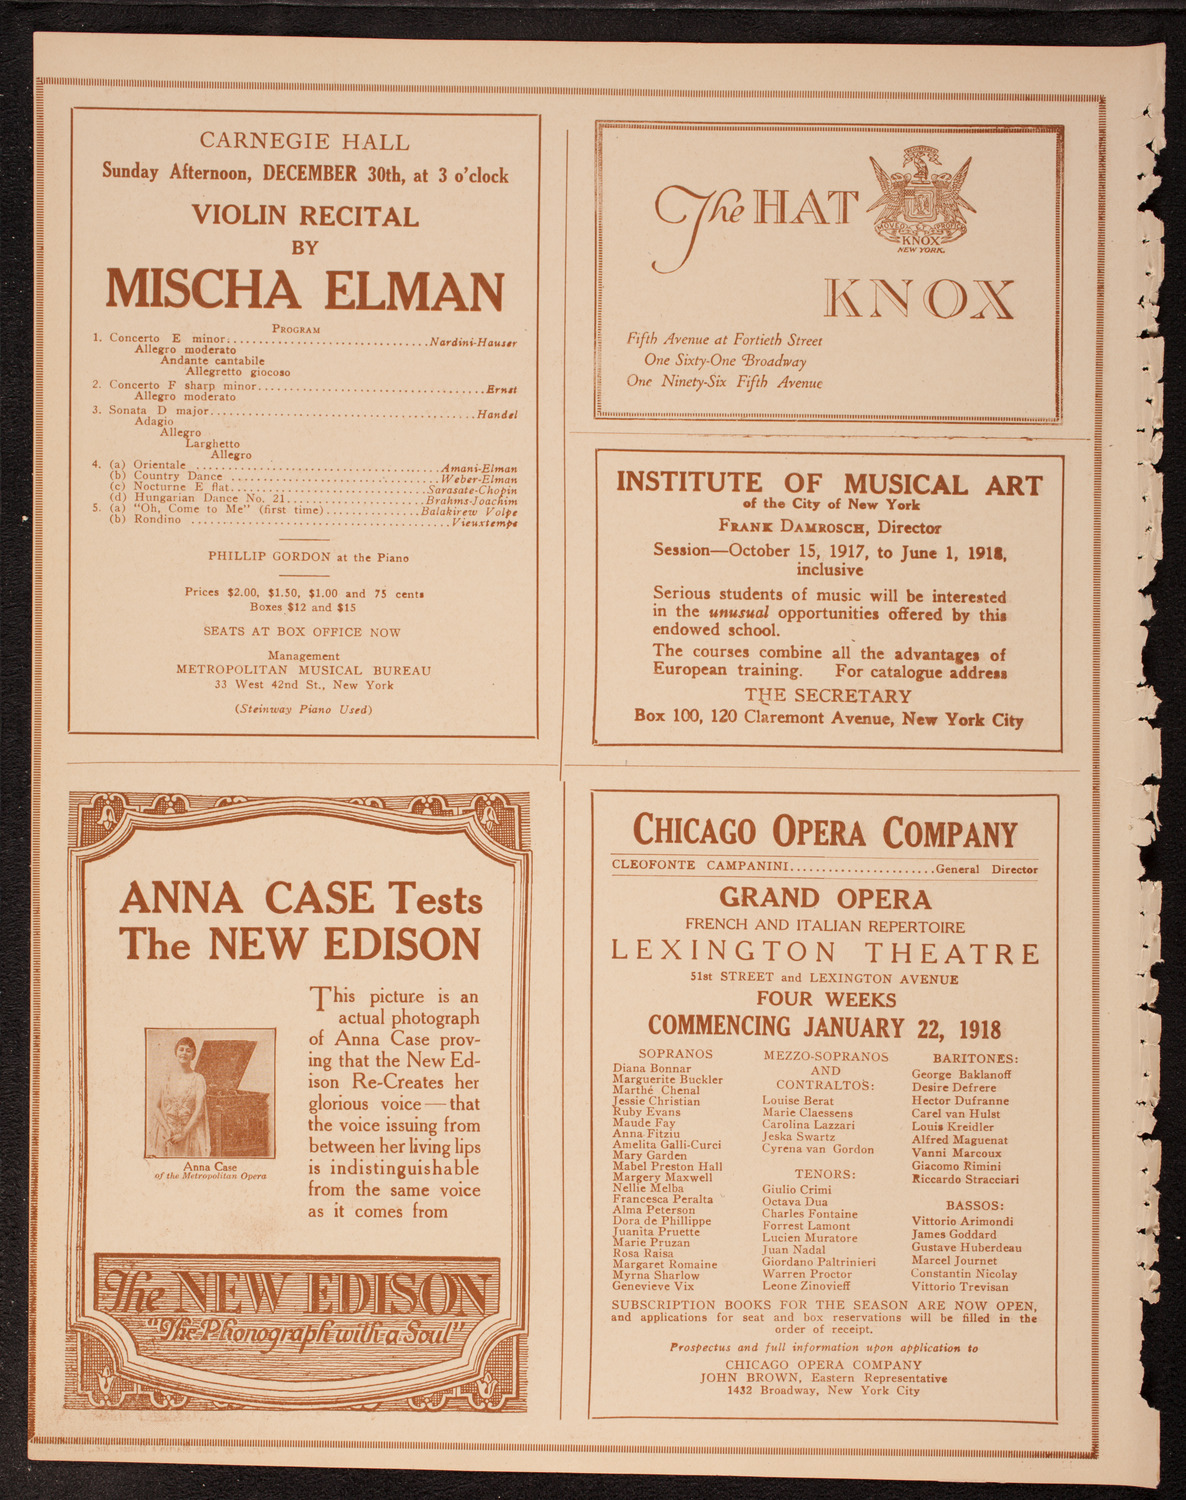 CARNEGIE HALL
Sunday Afternoon, DECEMBER 30th, at 3 o'clock
VIOLIN RECITAL
BY
MISCHA ELMAN
PROGRAM
1. Concerto E minor..............................Nardini-Hauser
Allegro moderato
Andante cantabile
Allegretto giocoso
2. Concerto F sharp minor..............................Ernst
Allegro moderato
3. Sonata D major..............................Handel
Adagio
Allegro
Larghetto
Allegro
4. (a) Orientale ..............................Amani-Elman
(b) Country Dance ..............................Weber-Elman
(c) Nocturne E flat..............................Sarasate-Chopin
(d) Hungarian Dance No. 21......................Brahms-Joachim
5. (a) "Oh, Come to Me" (first time)...............Balakirew Volpe
(b) Rondino ..............................Vieuxtemps
PHILLIP GORDON at the Piano
Prices $2.00, $1.50, $1.00 and 75 cents
Boxes $12 and $15
SEATS AT BOX OFFICE NOW
Management
METROPOLITAN MUSICAL BUREAU
33 West 42nd St., New York
(Steinway Piano Used)
The HAT
KNOX
NEW YORK.
KNOX
Fifth Avenue at Fortieth Street
One Sixty-One Broadway
One Ninety-Six Fifth Avenue
INSTITUTE OF MUSICAL ART
of the City of New York
FRANK DAMROSCH, Director
Session—October 15, 1917, to June 1, 1918,
inclusive
Serious students of music will be interested
in the unusual opportunities offered by this
endowed school.
The courses combine all the advantages of
European training. For catalogue address
THE SECRETARY
Box 100, 120 Claremont Avenue, New York City
ANNA CASE Tests
The NEW EDISON
This picture is an
actual photograph
of Anna Case prov-
ing that the New Ed-
ison Re-Creates her
glorious voice—that
the voice issuing from
between her living lips
is indistinguishable
from the same voice
as it comes from
Anna Case
of the Metropolitan Opera
The NEW EDISON
"The Phonograph with a Soul"
CHICAGO OPERA COMPANY
CLEOFONTE CAMPANINI......................General Director
GRAND OPERA
FRENCH AND ITALIAN REPERTOIRE
LEXINGTON THEATRE
51st STREET and LEXINGTON AVENUE
FOUR WEEKS
COMMENCING JANUARY 22, 1918
SOPRANOS
Diana Bonnar
Marguerite Buckler
Marthé Chenal
Jessie Christian
Ruby Evans
Maude Fay
Anna Fitziu
Amelita Galli-Curci
Mary Garden
Mabel Preston Hall
Margery Maxwell
Nellie Melba
Francesca Peralta
Alma Peterson
Dora de Phillippe
Juanita Pruette
Marie Pruzan
Rosa Raisa
Margaret Romaine
Myrna Sharlow
Genevieve Vix
MEZZO-SOPRANOS
AND
CONTRALTOS:
Louise Berat
Marie Claessens
Carolina Lazzari
Jeska Swartz
Cyrena van Gordon
TENORS:
Giulio Crimi
Octava Dua
Charles Fontaine
Forrest Lamont
Lucien Muratore
Juan Nadal
Giordano Paltrinieri
Warren Proctor
Leone Zinovieff
BARITONES:
George Baklanoff
Desire Defrere
Hector Dufranne
Carel van Hulst
Louis Kreidler
Alfred Maguenat
Vanni Marcoux
Giacomo Rimini
Riccardo Stracciari
BASSOS:
Vittorio Arimondi
James Goddard
Gustave Huberdeau
Marcel Journet
Constantin Nicolay
Vittorio Trevisan
SUBSCRIPTION BOOKS FOR THE SEASON ARE NOW OPEN,
and applications for seat and box reservations will be filled in the
order of receipt.
Prospectus and full information upon application to
CHICAGO OPERA COMPANY
JOHN BROWN, Eastern Representative
1432 Broadway, New York City